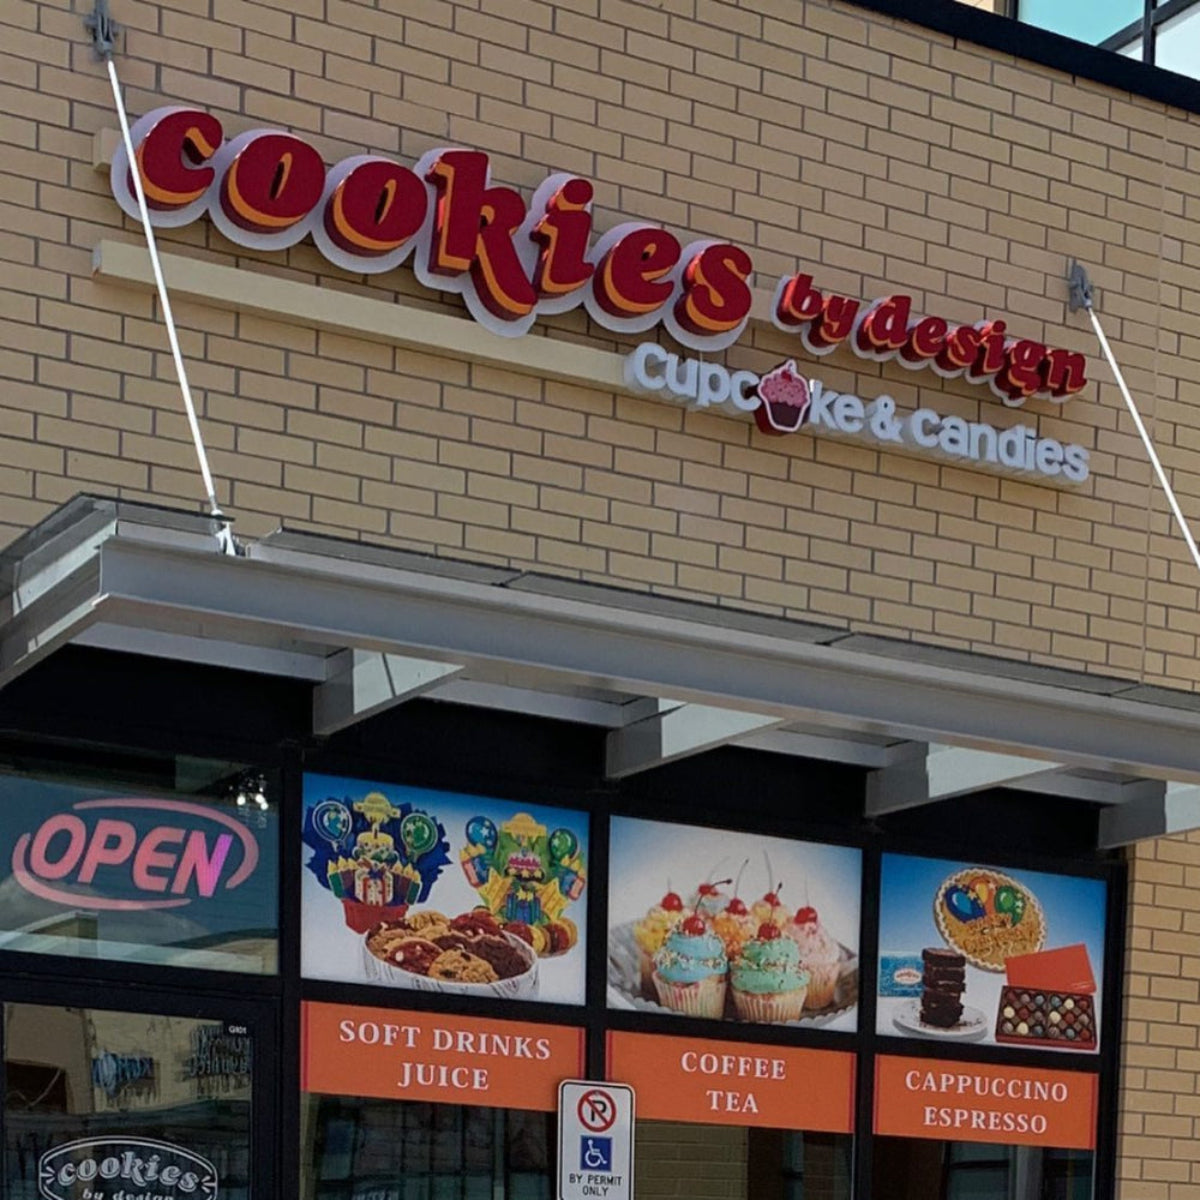 cookies by design
cupcake & candies
OPEN
SOFT DRINKS
JUICE
COFFEE
TEA
CAPPUCCINO
ESPRESSO
G101
BY PERMIT
ONLY
cookies
by design